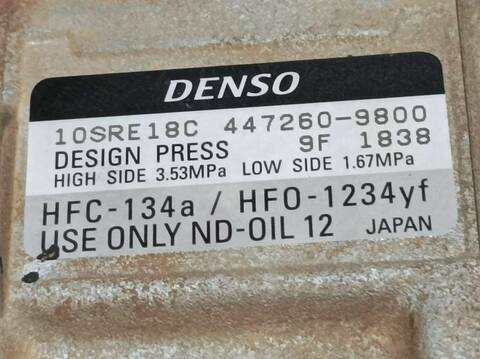 DENSO
10SRE18C 447260-9800
DESIGN PRESS 9F 1838
HIGH SIDE 3.53MPa LOW SIDE 1.67MPa
HFC-134a / HFO-1234yf
USE ONLY ND-OIL 12 JAPAN